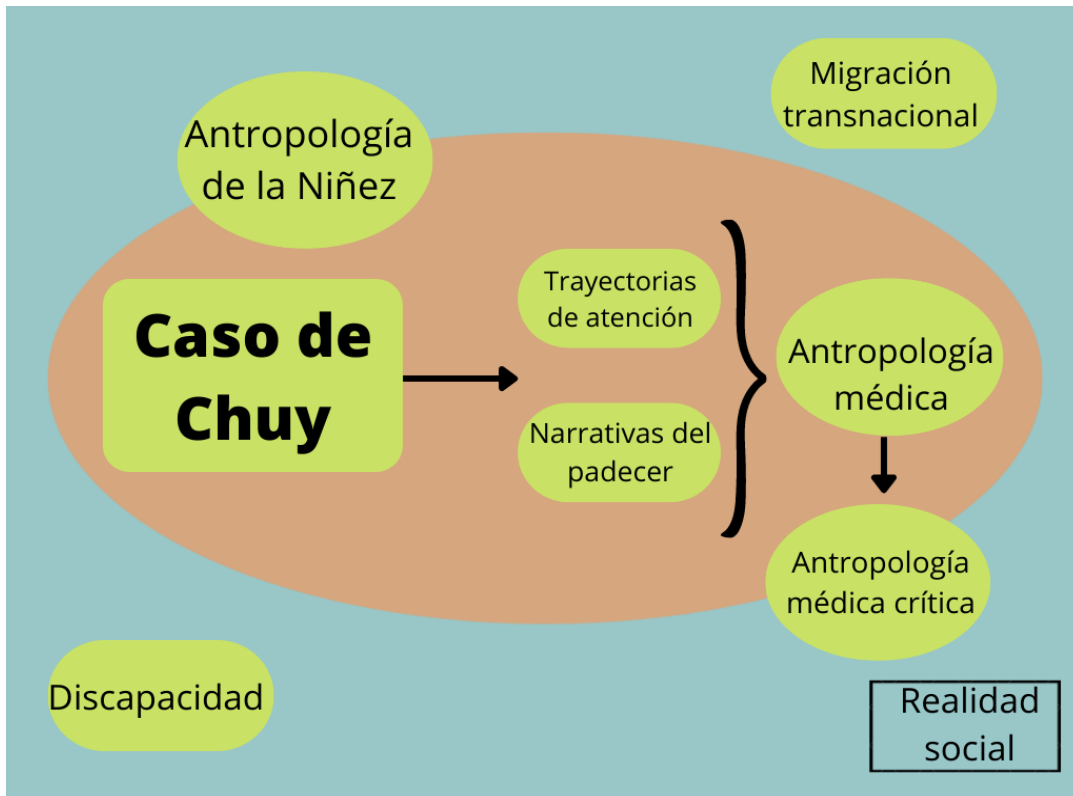 Migración
transnacional
Antropología
de la Niñez
Caso de
Chuy
Trayectorias
de atención
Narrativas del
padecer
Antropología
médica
Antropología
médica crítica
Discapacidad
Realidad
social